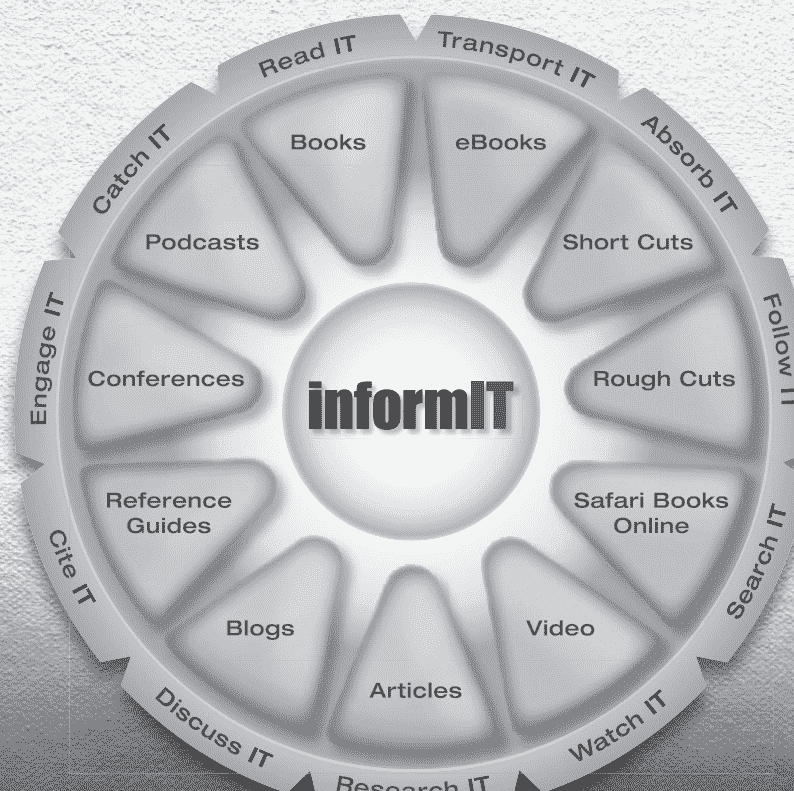 Read IT
Transport IT
Absorb IT
Follow IT
Search IT
Watch IT
Research IT
Discuss IT
Cite IT
Engage IT
Catch IT
Books
eBooks
Short Cuts
Rough Cuts
Safari Books
Online
Video
Articles
Blogs
Reference
Guides
Conferences
Podcasts
informIT